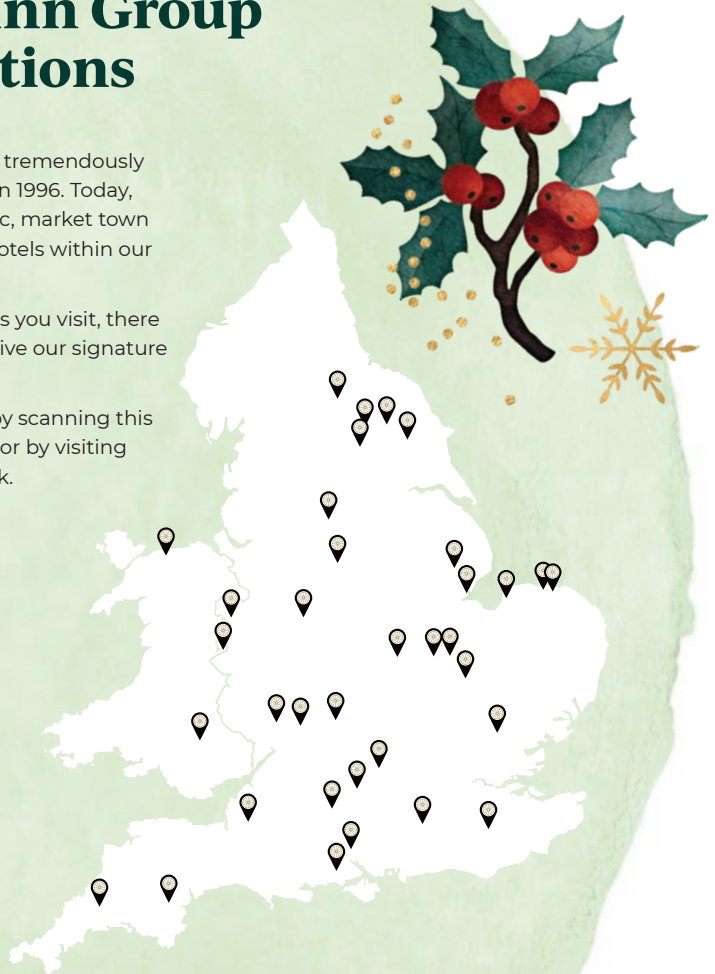 nn Group
tions
tremendously
n 1996. Today,
c, market town
otels within our
s you visit, there
ive our signature
by scanning this
or by visiting
k.